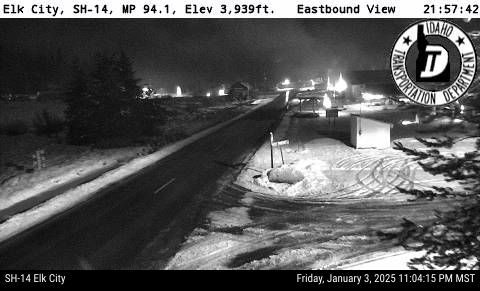 Elk City, SH-14, MP 94.1, Elev 3,939ft. Eastbound View 21:57:42
IDAHO
TRANSPORTATION DEPARTMENT
SH-14 Elk City Friday, January 3, 2025 11:04:15 PM MST